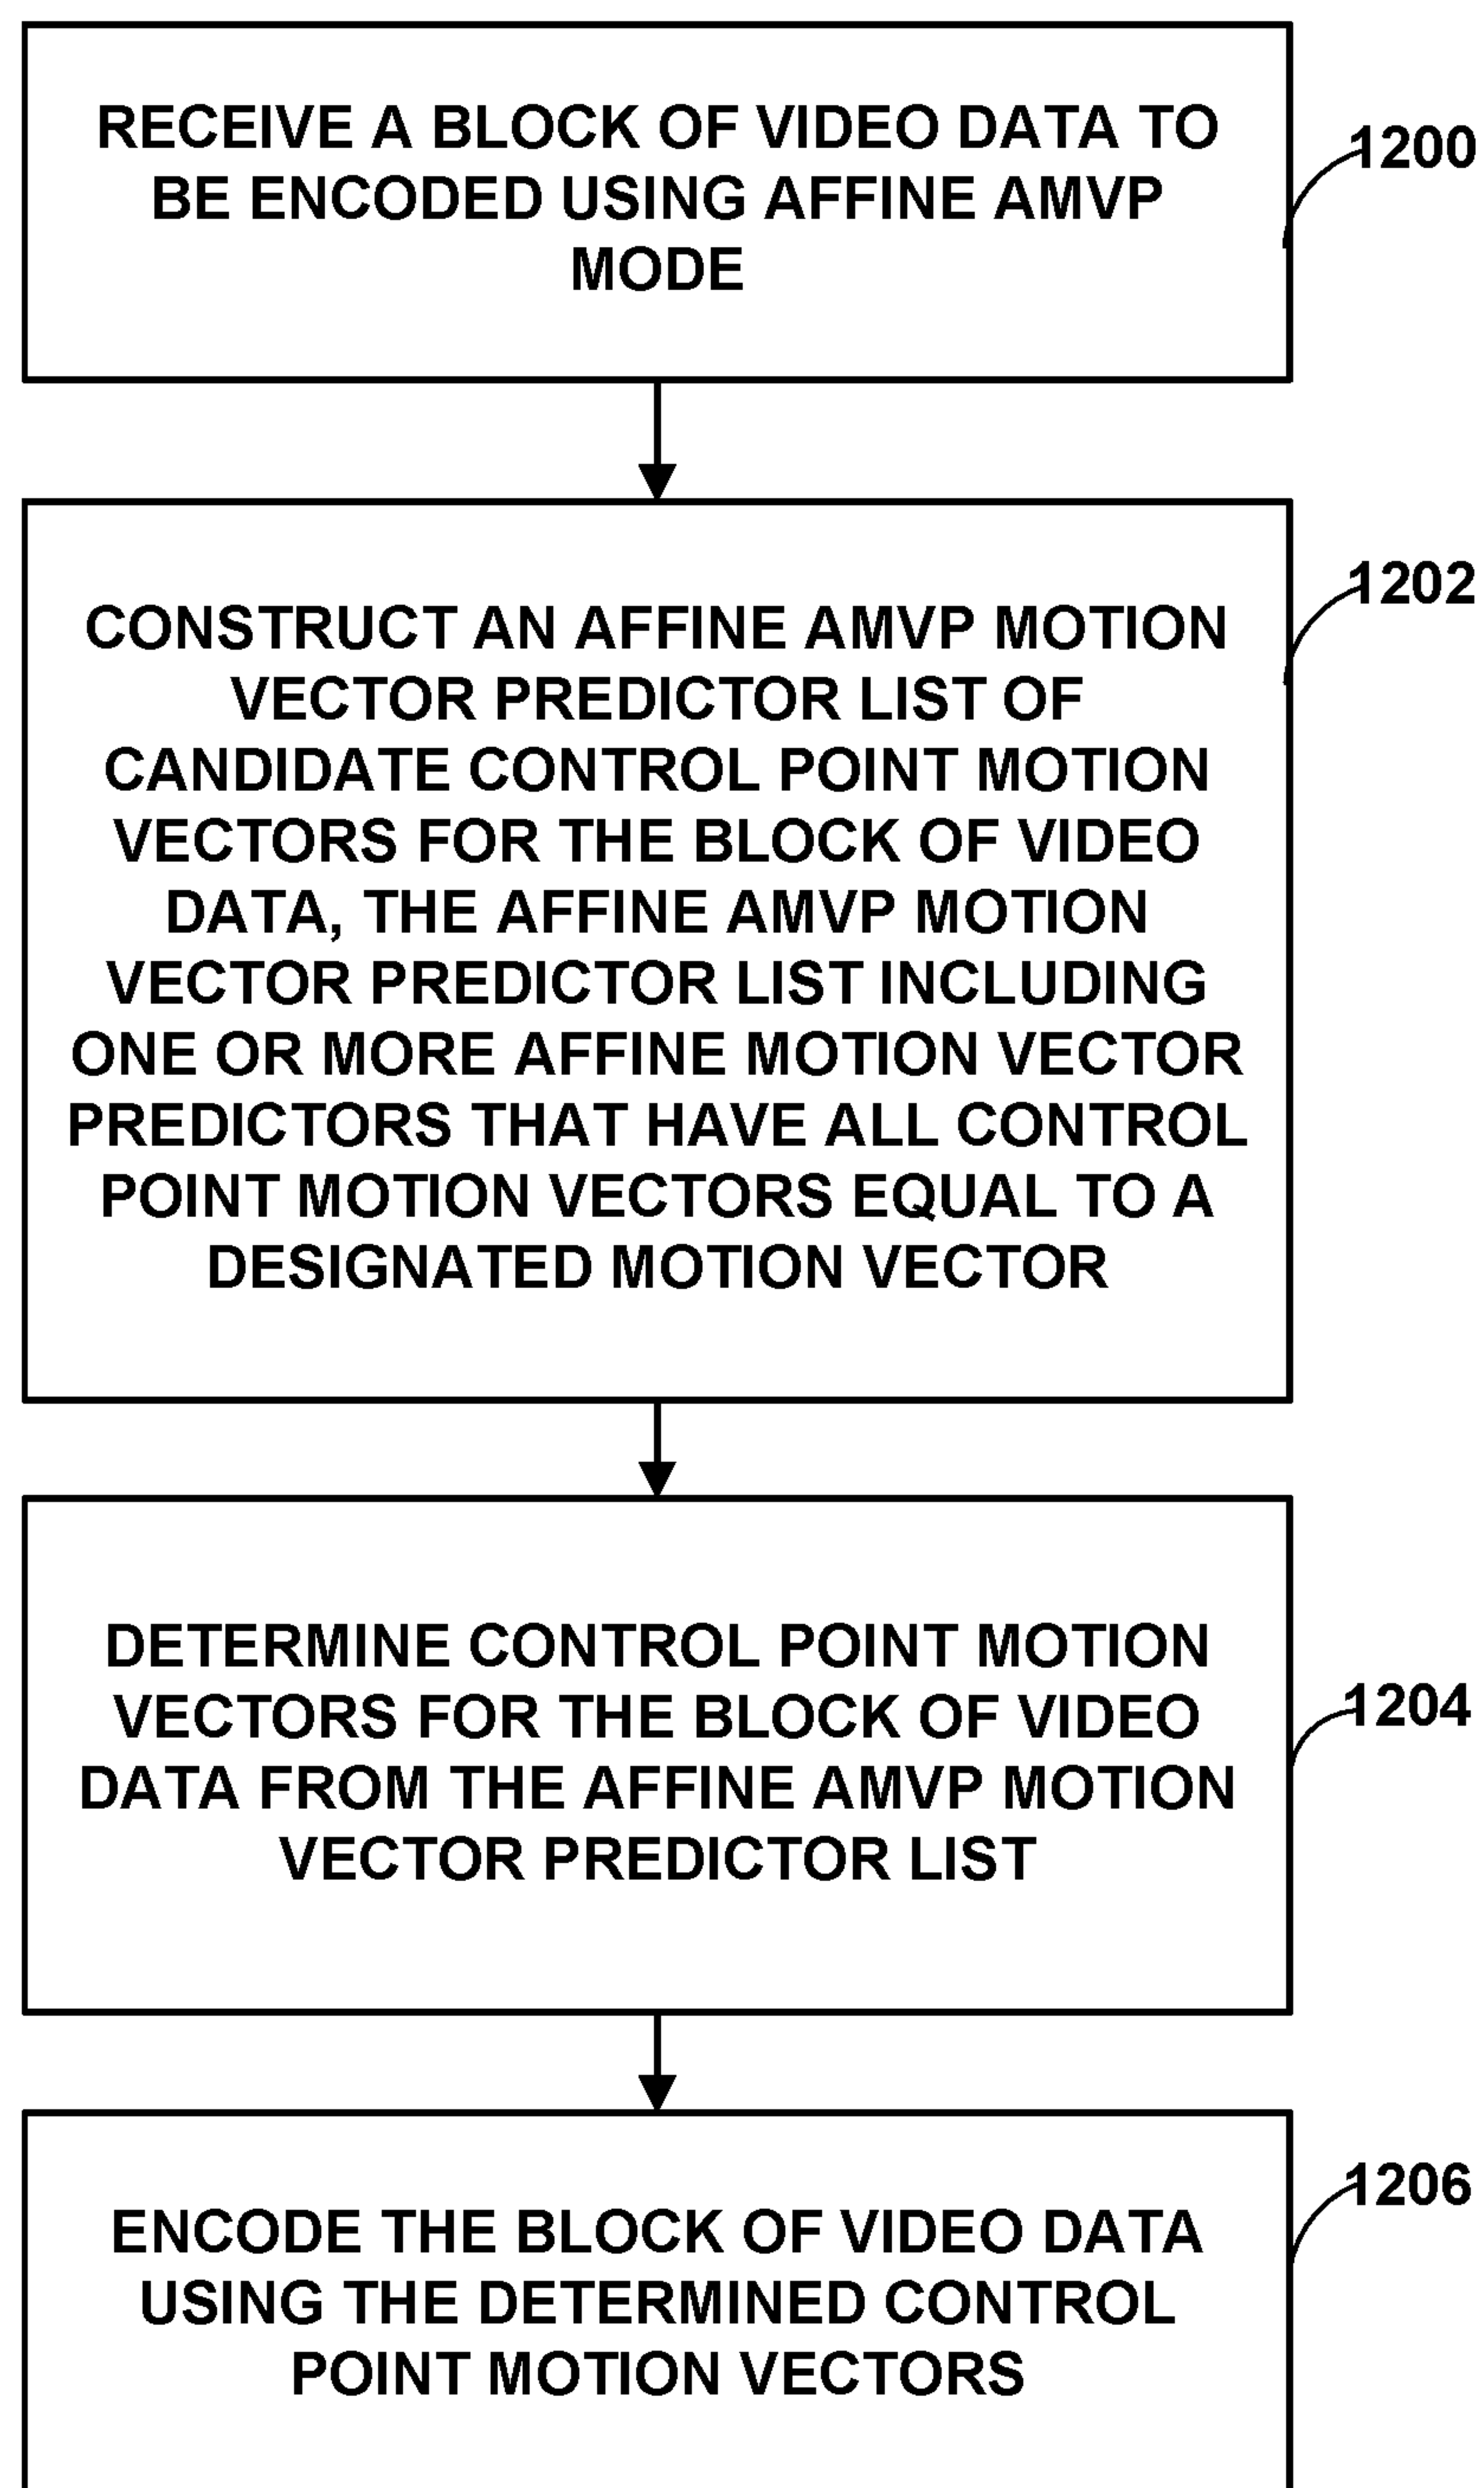 RECEIVE A BLOCK OF VIDEO DATA TO
BE ENCODED USING AFFINE AMVP
MODE
1200
CONSTRUCT AN AFFINE AMVP MOTION
VECTOR PREDICTOR LIST OF
CANDIDATE CONTROL POINT MOTION
VECTORS FOR THE BLOCK OF VIDEO
DATA, THE AFFINE AMVP MOTION
VECTOR PREDICTOR LIST INCLUDING
ONE OR MORE AFFINE MOTION VECTOR
PREDICTORS THAT HAVE ALL CONTROL
POINT MOTION VECTORS EQUAL TO A
DESIGNATED MOTION VECTOR
1202
DETERMINE CONTROL POINT MOTION
VECTORS FOR THE BLOCK OF VIDEO
DATA FROM THE AFFINE AMVP MOTION
VECTOR PREDICTOR LIST
1204
ENCODE THE BLOCK OF VIDEO DATA
USING THE DETERMINED CONTROL
POINT MOTION VECTORS
1206